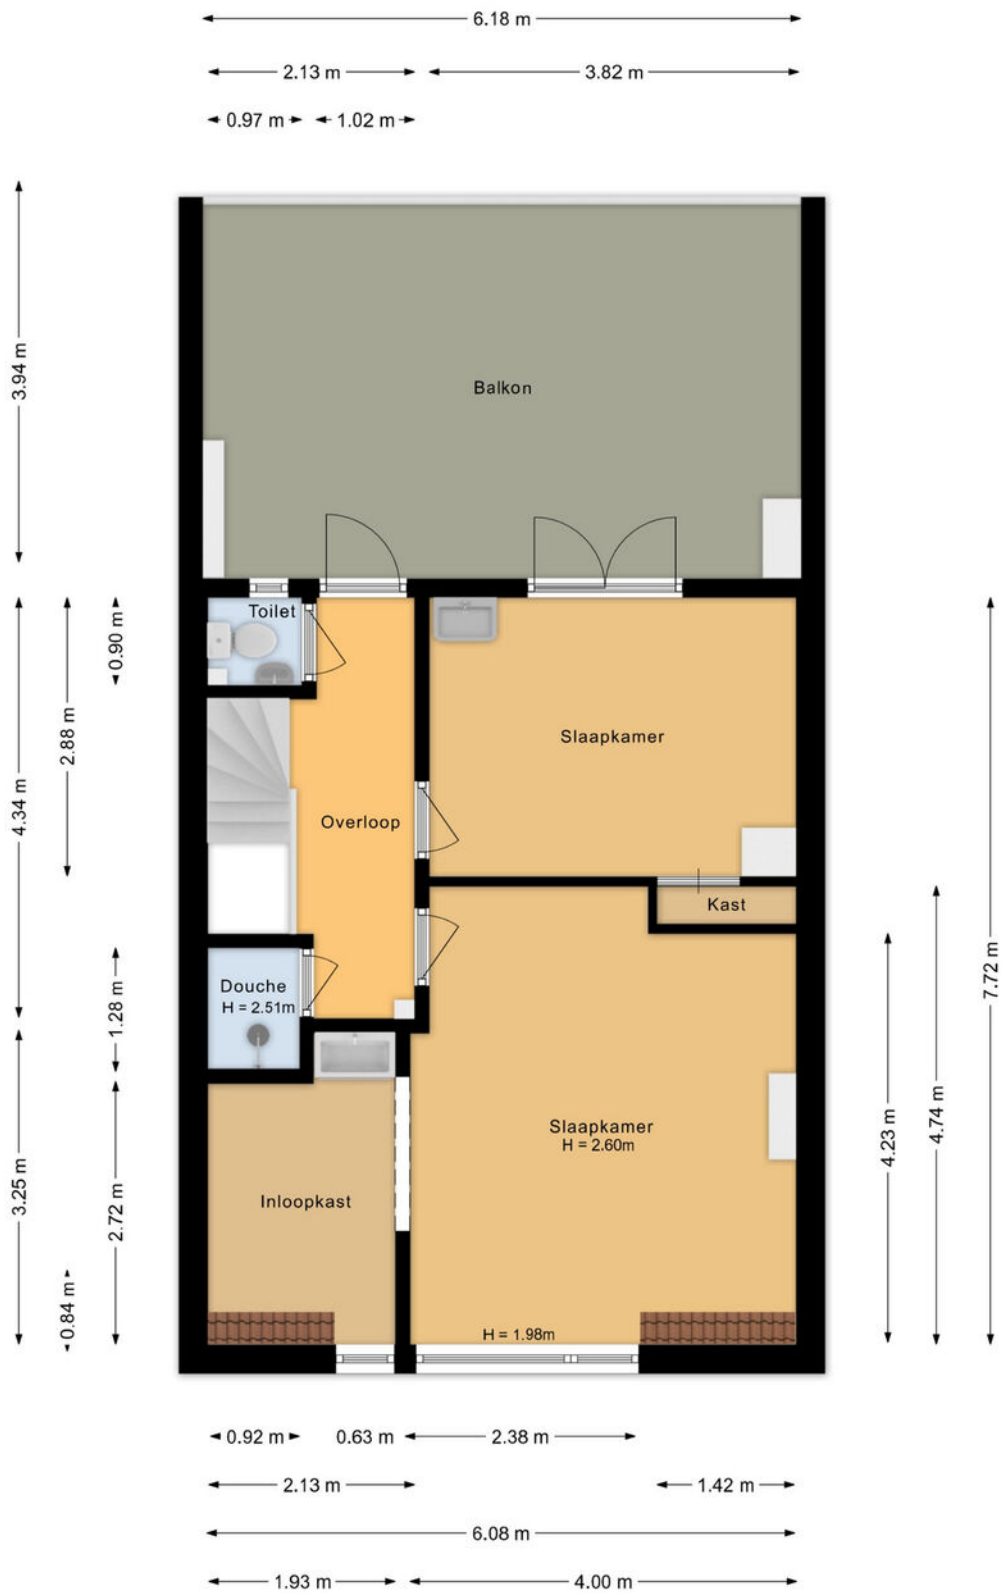 6.18 m
2.13 m
3.82 m
0.97 m
1.02 m
3.94 m
Balkon
Toilet
0.90 m
2.88 m
4.34 m
Slaapkamer
Overloop
Kast
7.72 m
Douche
H = 2.51m
1.28 m
Slaapkamer
H = 2.60m
4.23 m
4.74 m
3.25 m
2.72 m
Inloopkast
0.84 m
H = 1.98m
0.92 m
0.63 m
2.38 m
2.13 m
1.42 m
6.08 m
1.93 m
4.00 m